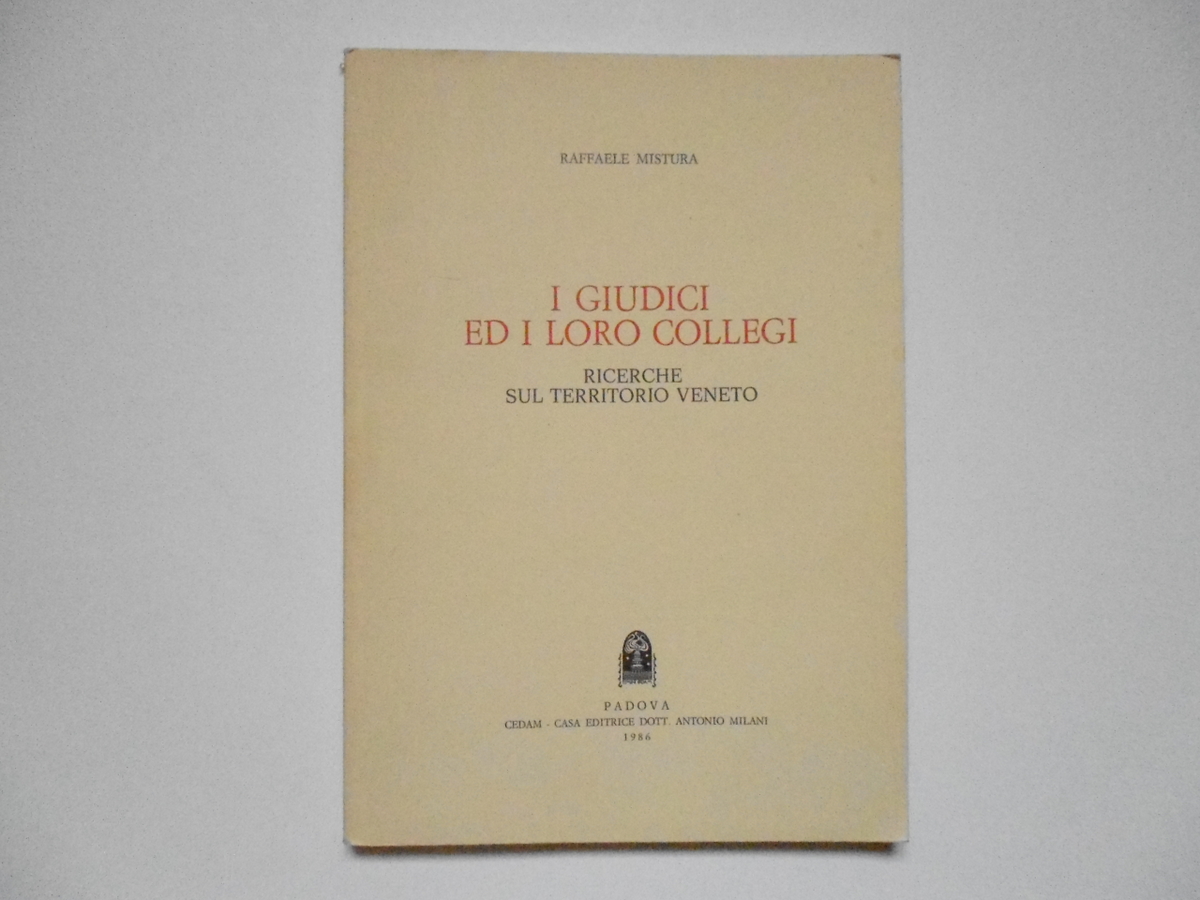 RAFFAELE MISTURA
I GIUDICI
ED I LORO COLLEGI
RICERCHE
SUL TERRITORIO VENETO
PADOVA
CEDAM - CASA EDITRICE DOTT. ANTONIO MILANI
1986